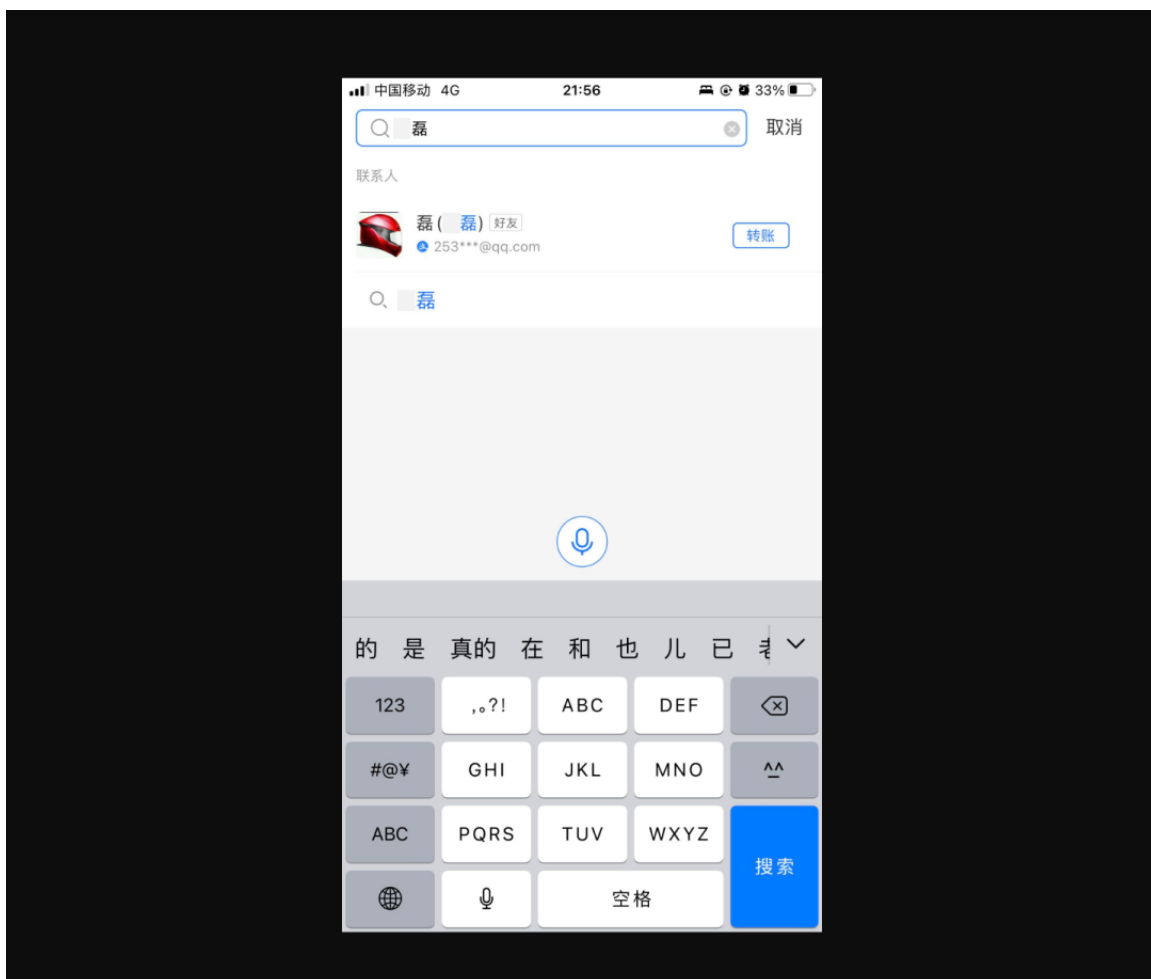 中国移动 4G 21:56 33%
磊 取消
联系人
磊 (磊) 好友
253***@qq.com 转账
磊
的 是 真的 在 和 也 儿 已
123 ,。?! ABC DEF
#@¥ GHI JKL MNO ^^
ABC PQRS TUV WXYZ
搜索
空格